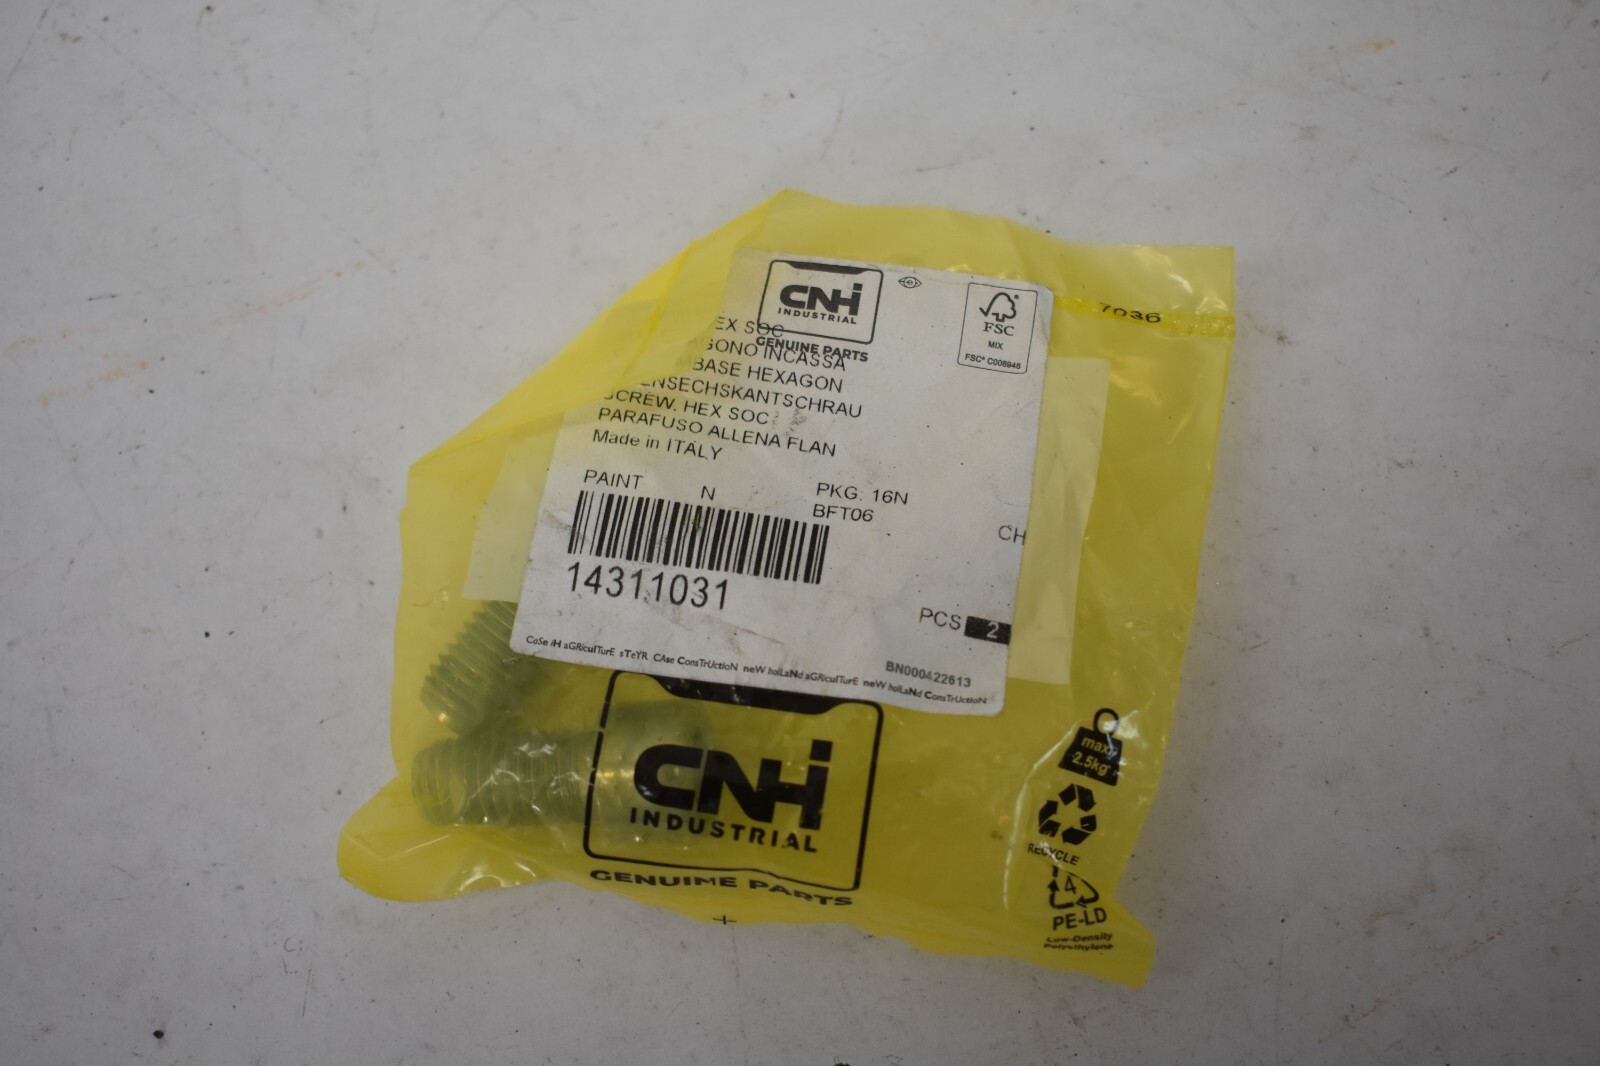 CNH
INDUSTRIAL
GENUINE PARTS
FSC
MIX
FSC® C008945
7036
EX SOC
AGONO INCASSA
BASE HEXAGON
ENSECHSKANTSCHRAU
SCREW, HEX SOC
PARAFUSO ALLENA FLAN
Made in ITALY
PAINT N PKG: 16N
BFT06
CH
14311031
PCS 2
BN000422613
CaSe IH aGRiculTurE sTeYR CAse ConsTrUctioN neW holLaNd aGRiculTurE neW holLaNd ConsTrUctioN
CNH
INDUSTRIAL
GENUINE PARTS
max.
2.5kg
RECYCLE
4
PE-LD
Low-Density
Polyethylene